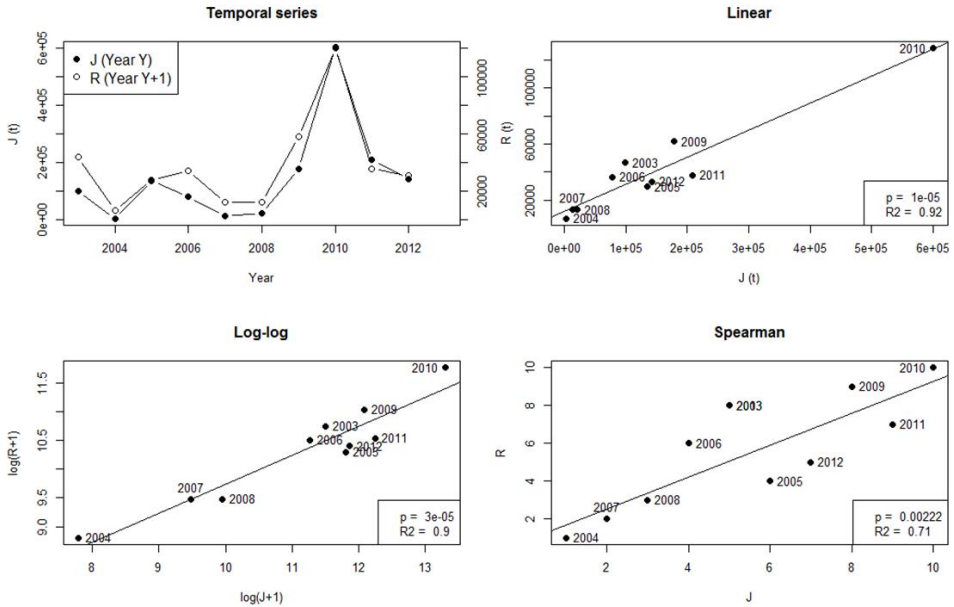 Temporal series
J (Year Y)
R (Year Y+1)
J (t)
0e+00 2e+05 4e+05 6e+05
20000 60000 100000
2004 2006 2008 2010 2012
Year
Linear
R (t)
20000 60000 100000
2010
2009
2003
2006
2011
2012
2005
2007
2008
2004
p = 1e-05
R2 = 0.92
0e+00 1e+05 2e+05 3e+05 4e+05 5e+05 6e+05
J (t)
Log-log
log(R+1)
9.0 9.5 10.5 11.5
2010
2009
2003
2006
2011
2012
2005
2007
2008
2004
p = 3e-05
R2 = 0.9
8 9 10 11 12 13
log(J+1)
Spearman
R
2 4 6 8 10
2010
2009
2011
2006
2012
2005
2008
2007
2004
p = 0.00222
R2 = 0.71
2 4 6 8 10
J